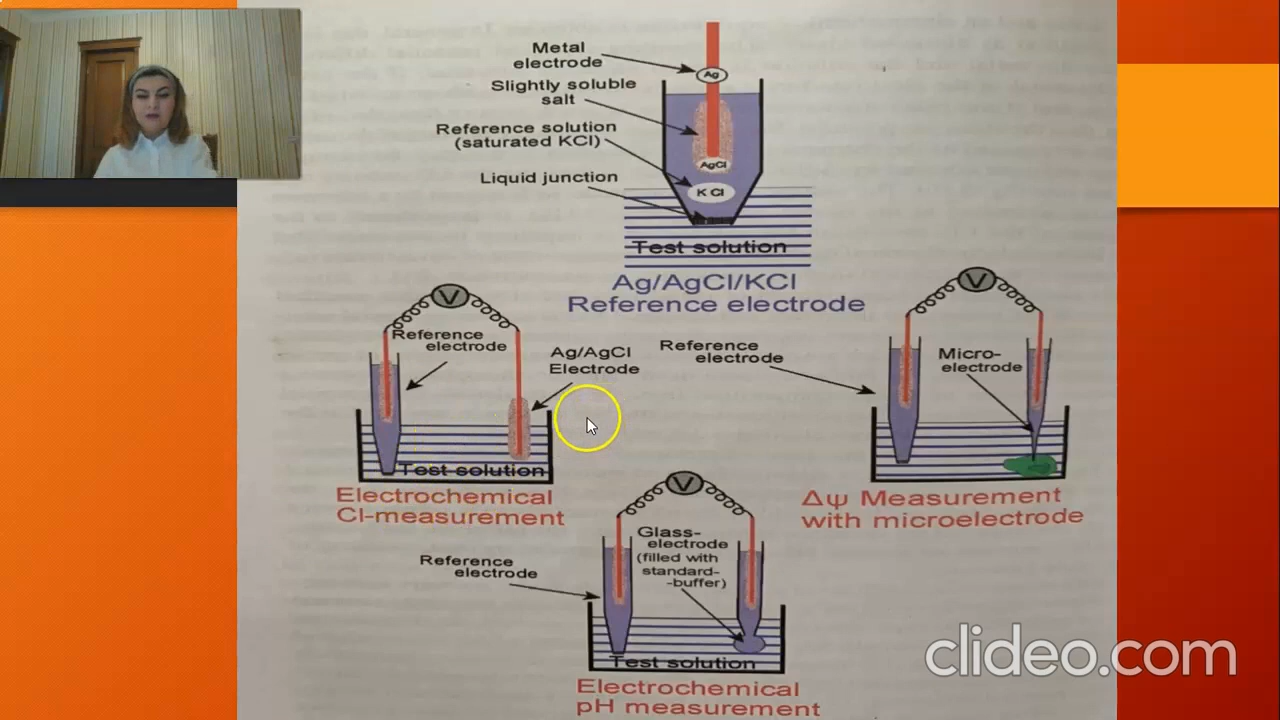 Metal
electrode
Ag
Slightly soluble
salt
Reference solution
(saturated KCl)
AgCl
Liquid junction
K Cl
Test solution
Ag/AgCl/KCl
Reference electrode
V
Reference
electrode
Ag/AgCl
Electrode
Test solution
Electrochemical
Cl-measurement
V
Reference
electrode
Micro-
electrode
Δψ Measurement
with microelectrode
V
Glass-
electrode
(filled with
standard-
-buffer)
Reference
electrode
Test solution
Electrochemical
pH measurement
clideo.com